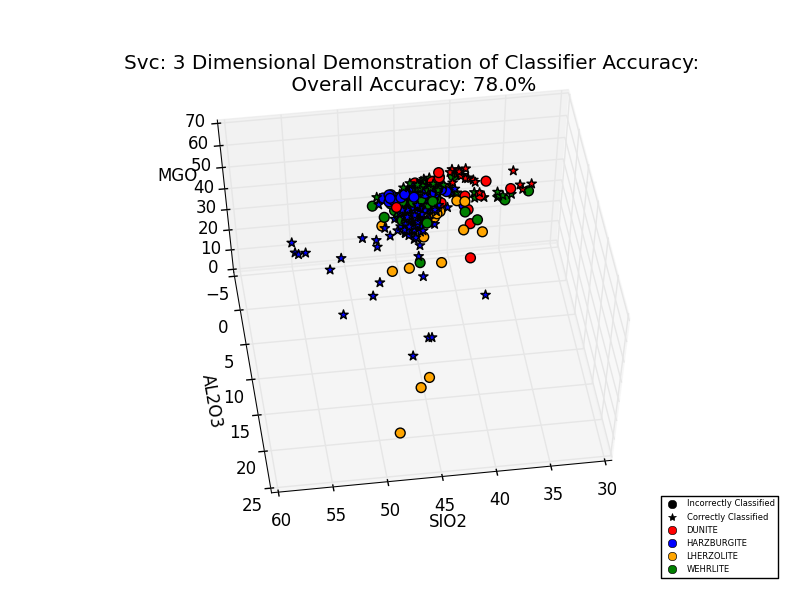 Svc: 3 Dimensional Demonstration of Classifier Accuracy:
Overall Accuracy: 78.0%
70
60
50
40
30
20
10
0
MGO
−5
0
5
10
15
20
25
AL2O3
60
55
50
45
40
35
30
SIO2
Incorrectly Classified
Correctly Classified
DUNITE
HARZBURGITE
LHERZOLITE
WEHRLITE